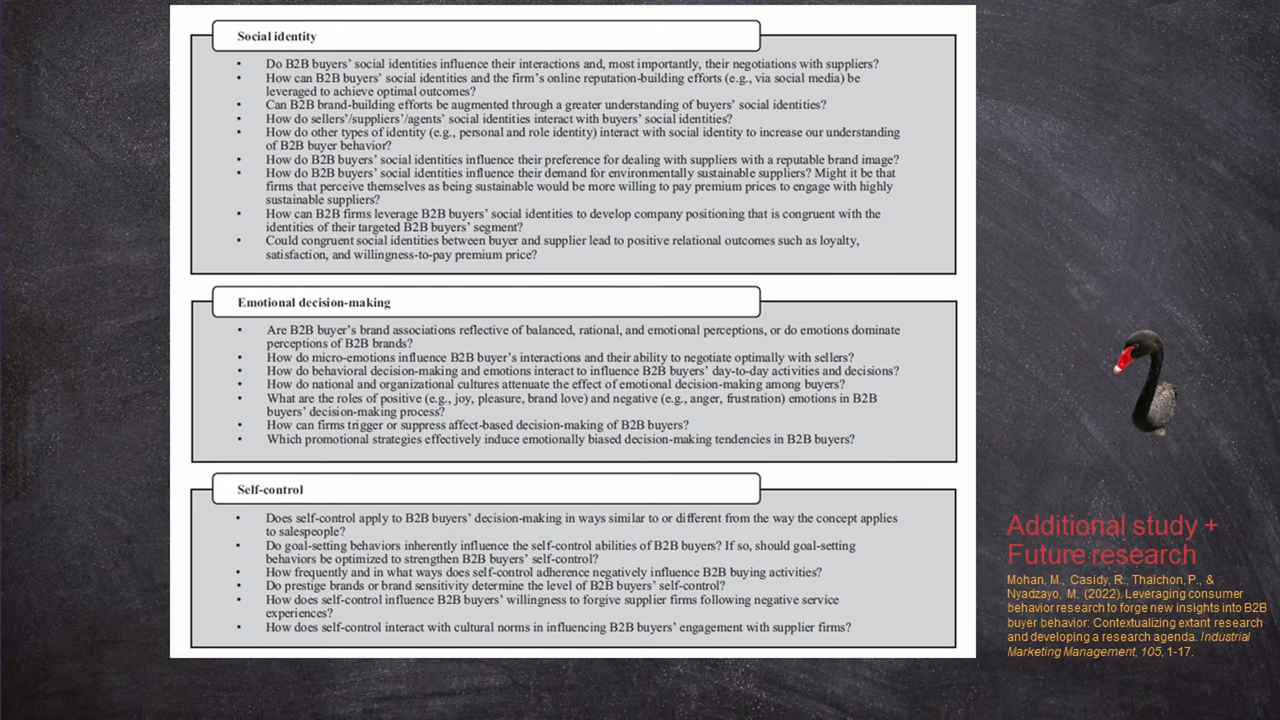 Social identity
• Do B2B buyers' social identities influence their interactions and, most importantly, their negotiations with suppliers?
• How can B2B buyers' social identities and the firm's online reputation-building efforts (e.g., via social media) be
leveraged to achieve optimal outcomes?
• Can B2B brand-building efforts be augmented through a greater understanding of buyers' social identities?
• How do sellers'/suppliers'/agents' social identities interact with buyers' social identities?
• How do other types of identity (e.g., personal and role identity) interact with social identity to increase our understanding
of B2B buyer behavior?
• How do B2B buyers' social identities influence their preference for dealing with suppliers with a reputable brand image?
• How do B2B buyers' social identities influence their demand for environmentally sustainable suppliers? Might it be that
firms that perceive themselves as being sustainable would be more willing to pay premium prices to engage with highly
sustainable suppliers?
• How can B2B firms leverage B2B buyers' social identities to develop company positioning that is congruent with the
identities of their targeted B2B buyers' segment?
• Could congruent social identities between buyer and supplier lead to positive relational outcomes such as loyalty,
satisfaction, and willingness-to-pay premium price?
Emotional decision-making
• Are B2B buyer's brand associations reflective of balanced, rational, and emotional perceptions, or do emotions dominate
perceptions of B2B brands?
• How do micro-emotions influence B2B buyer's interactions and their ability to negotiate optimally with sellers?
• How do behavioral decision-making and emotions interact to influence B2B buyers' day-to-day activities and decisions?
• How do national and organizational cultures attenuate the effect of emotional decision-making among buyers?
• What are the roles of positive (e.g., joy, pleasure, brand love) and negative (e.g., anger, frustration) emotions in B2B
buyers' decision-making process?
• How can firms trigger or suppress affect-based decision-making of B2B buyers?
• Which promotional strategies effectively induce emotionally biased decision-making tendencies in B2B buyers?
Self-control
• Does self-control apply to B2B buyers' decision-making in ways similar to or different from the way the concept applies
to salespeople?
• Do goal-setting behaviors inherently influence the self-control abilities of B2B buyers? If so, should goal-setting
behaviors be optimized to strengthen B2B buyers' self-control?
• How frequently and in what ways does self-control adherence negatively influence B2B buying activities?
• Do prestige brands or brand sensitivity determine the level of B2B buyers' self-control?
• How does self-control influence B2B buyers' willingness to forgive supplier firms following negative service
experiences?
• How does self-control interact with cultural norms in influencing B2B buyers' engagement with supplier firms?
Additional study +
Future research
Mohan, M., Casidy, R., Thaichon, P., &
Nyadzayo, M. (2022). Leveraging consumer
behavior research to forge new insights into B2B
buyer behavior: Contextualizing extant research
and developing a research agenda. Industrial
Marketing Management, 105, 1-17.